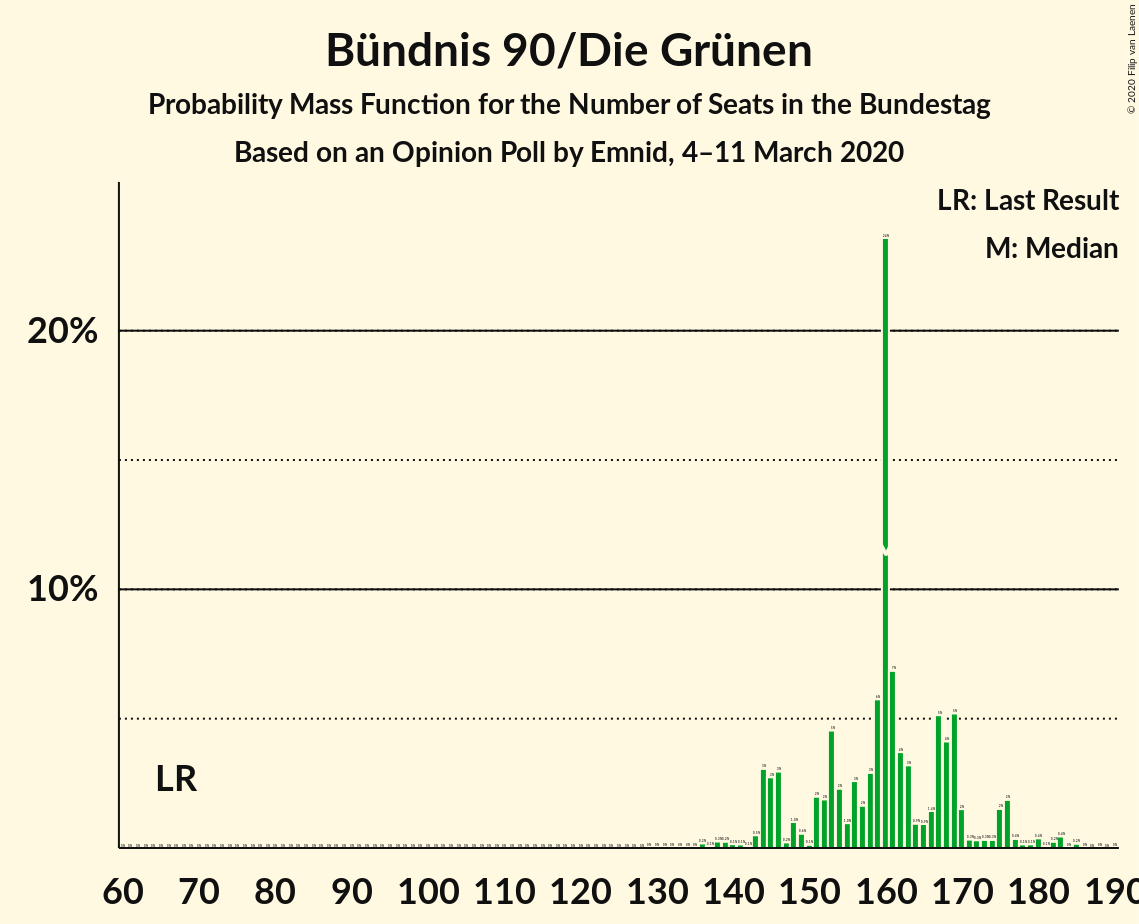 Bündnis 90/Die Grünen
Probability Mass Function for the Number of Seats in the Bundestag
Based on an Opinion Poll by Emnid, 4–11 March 2020
© 2020 Filip van Laenen
LR: Last Result
M: Median
20%
10%
LR
60 70 80 90 100 110 120 130 140 150 160 170 180 190